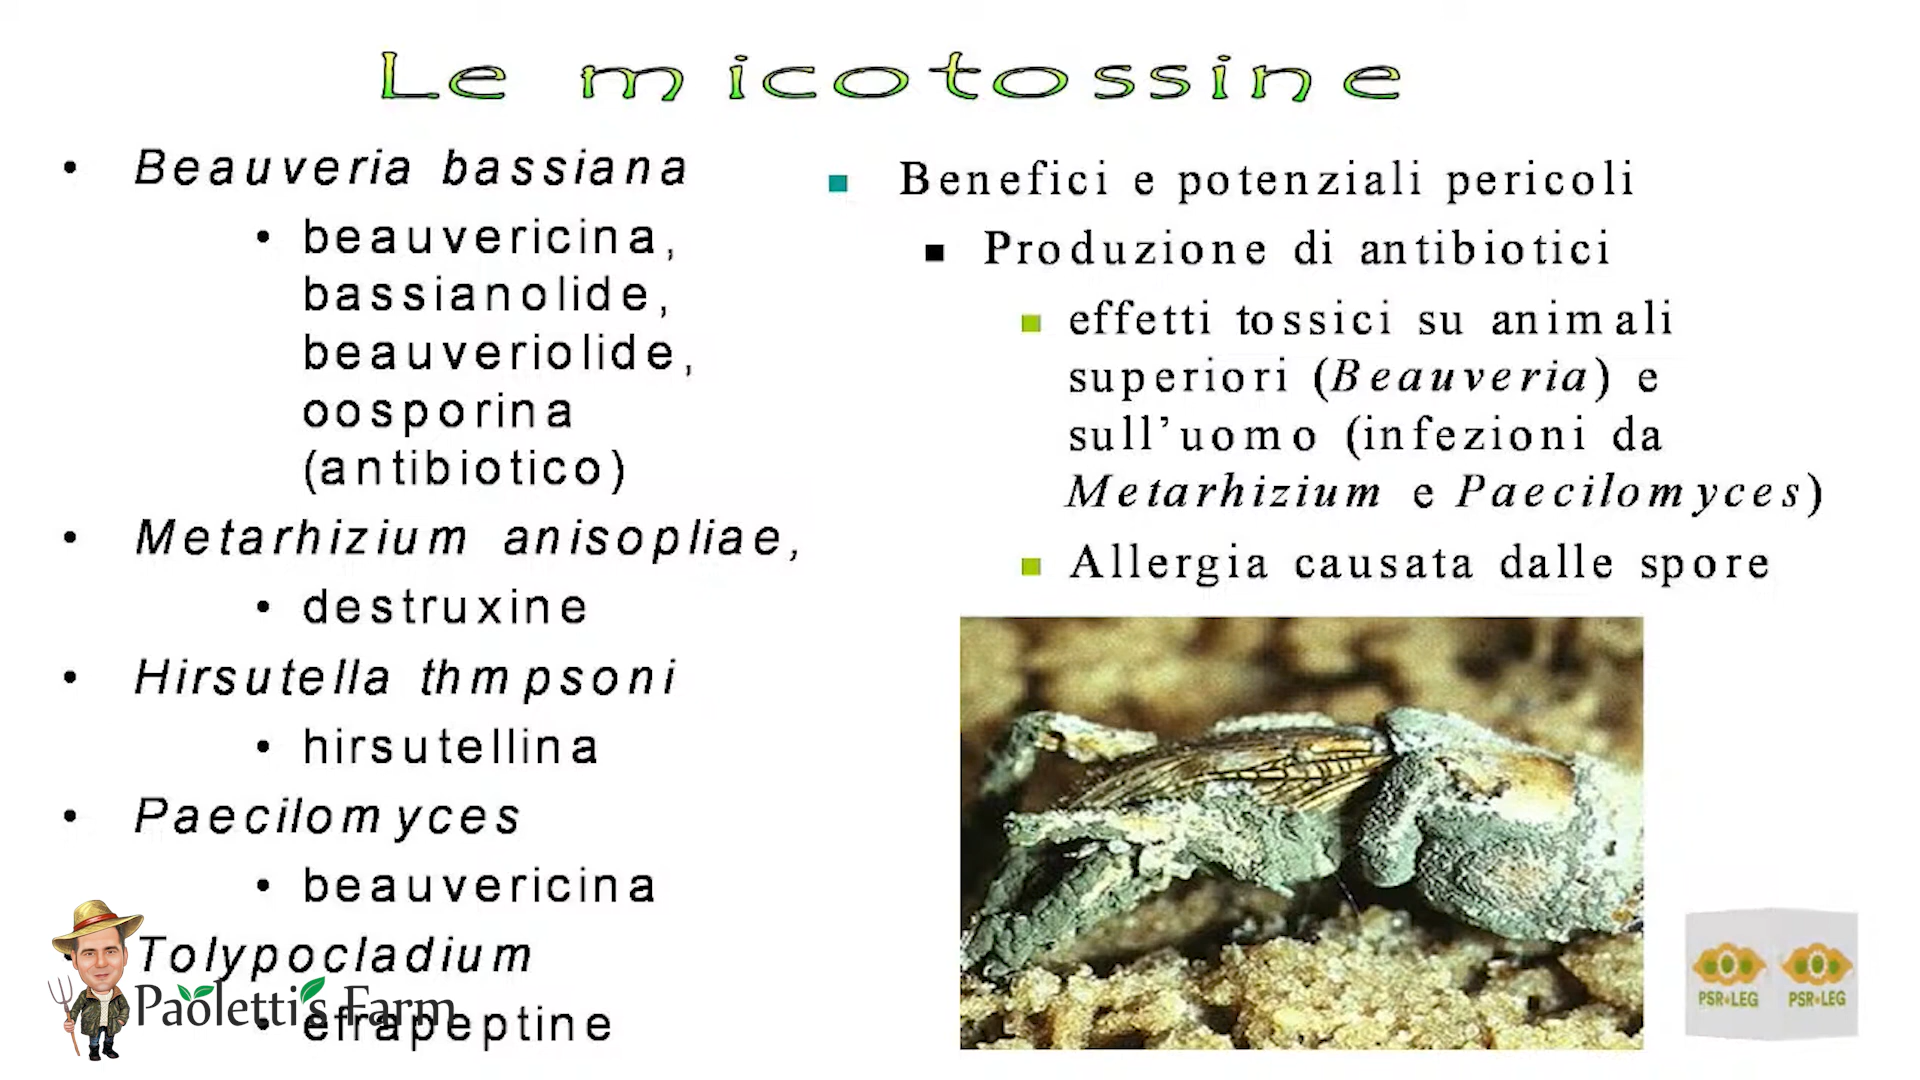 Le micotossine
• Beauveria bassiana
• beauvericina,
bassianolide,
beauveriolide,
oosporina
(antibiotico)
• Metarhizium anisopliae,
• destruxine
• Hirsutella thmpsoni
• hirsutellina
• Paecilomyces
• beauvericina
• Tolypocladium
• efrapeptine
Benefici e potenziali pericoli
Produzione di antibiotici
effetti tossici su animali
superiori (Beauveria) e
sull’uomo (infezioni da
Metarhizium e Paecilomyces)
Allergia causata dalle spore
Paoletti's Farm
PSR LEG PSR LEG